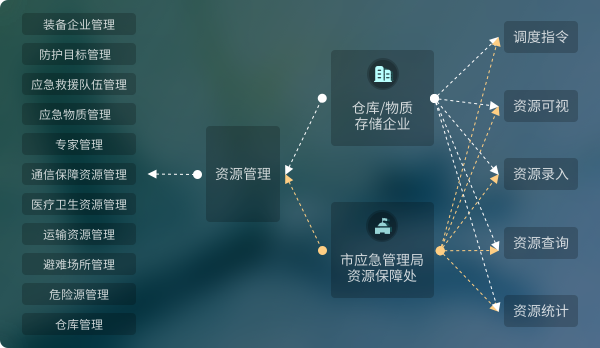 装备企业管理
防护目标管理
应急救援队伍管理
应急物质管理
专家管理
通信保障资源管理
医疗卫生资源管理
运输资源管理
避难场所管理
危险源管理
仓库管理
资源管理
仓库/物质
存储企业
市应急管理局
资源保障处
调度指令
资源可视
资源录入
资源查询
资源统计